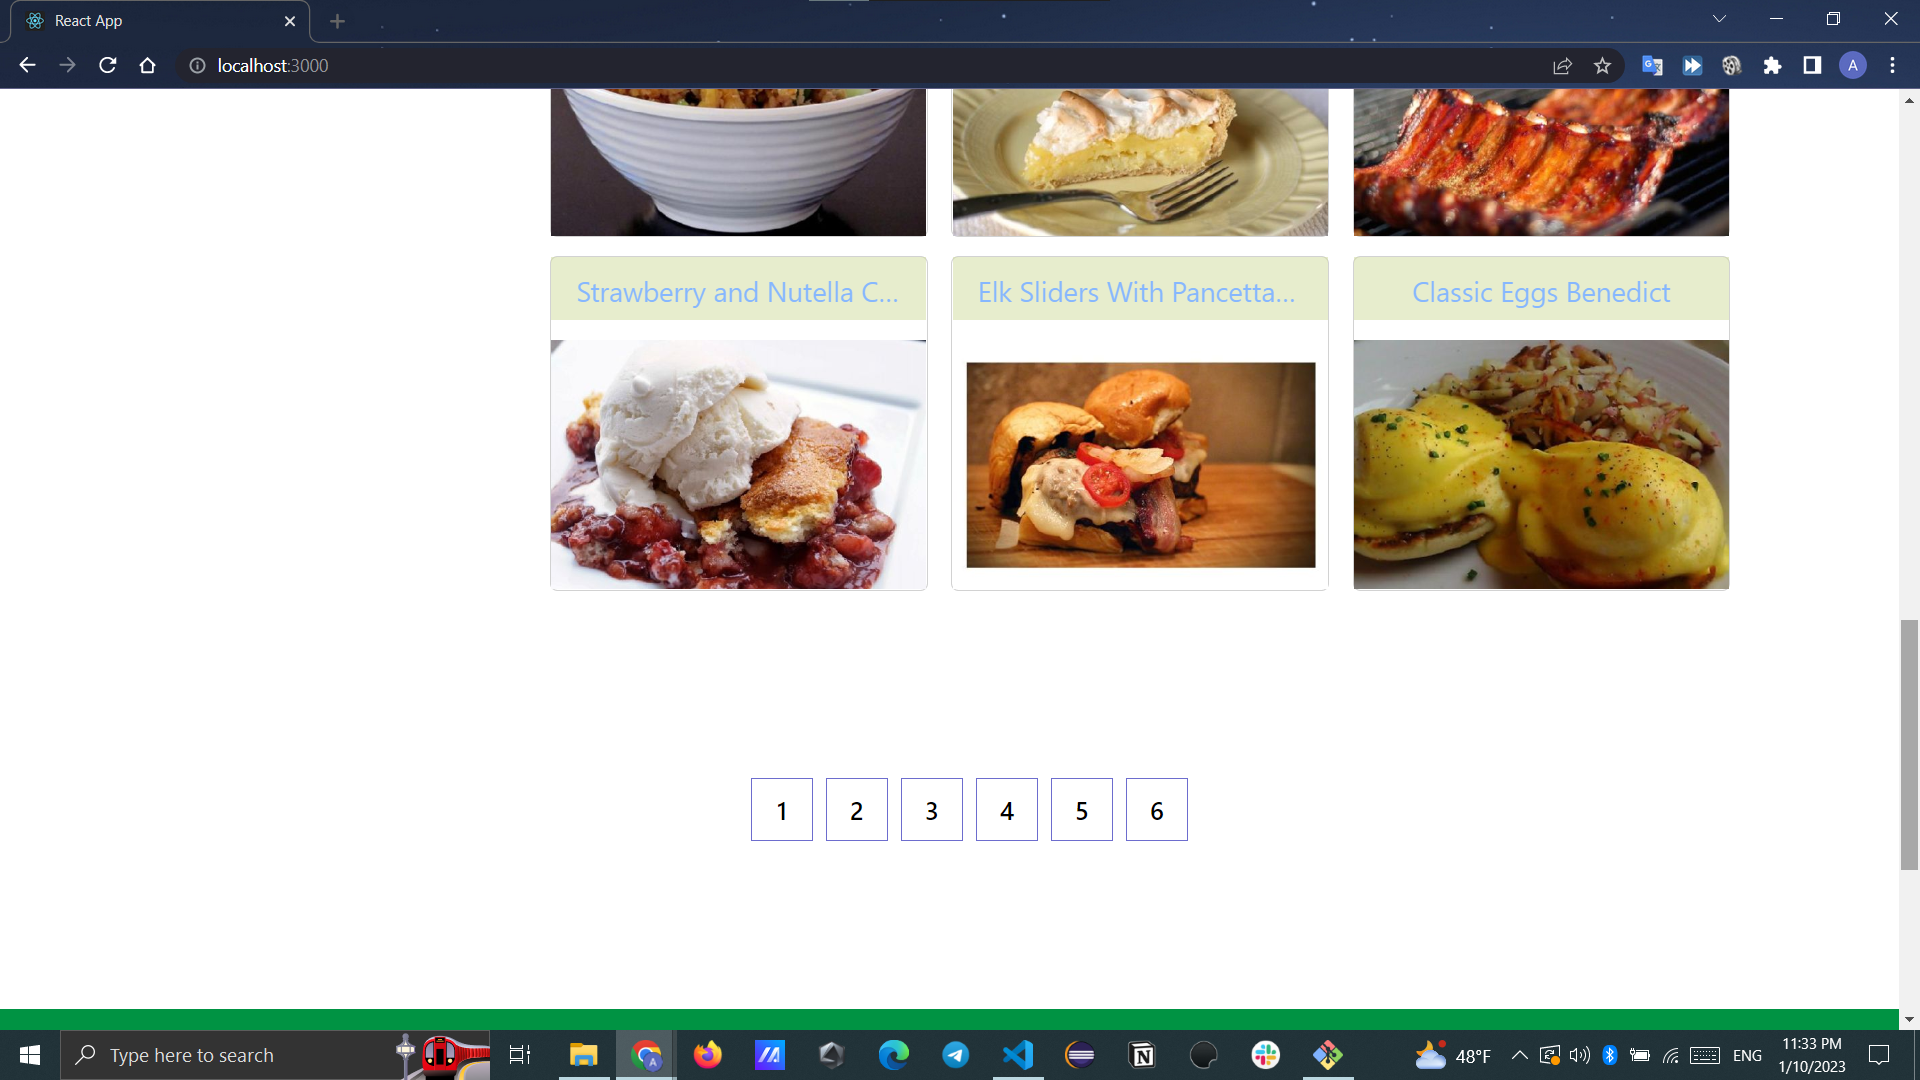 React App
localhost:3000
A
Strawberry and Nutella C...
Elk Sliders With Pancetta...
Classic Eggs Benedict
1 2 3 4 5 6
Type here to search
48°F
ENG
11:33 PM
1/10/2023